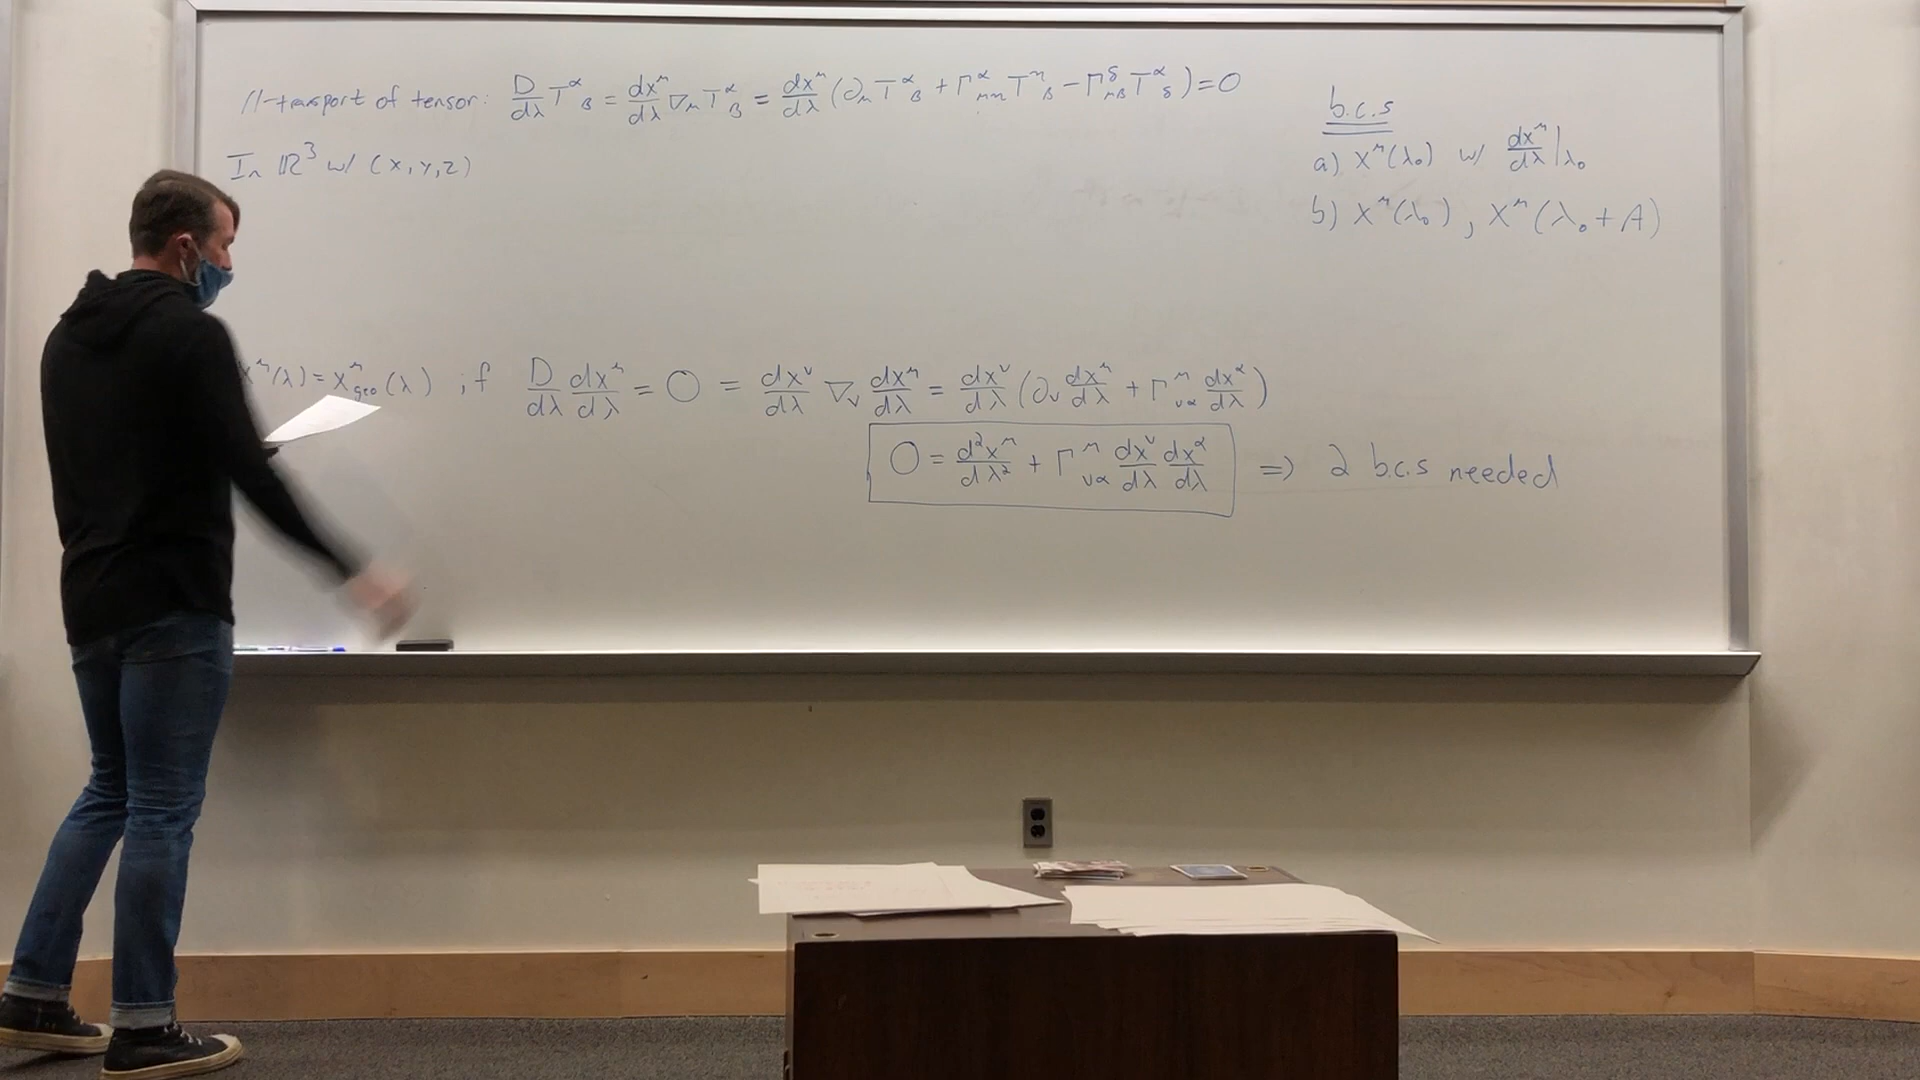 //-transport of tensor: D/dλ T^α_β = dx^μ/dλ ∇_μ T^α_β = dx^μ/dλ (∂_μ T^α_β + Γ^α_μη T^η_β − Γ^δ_μβ T^α_δ) = 0
In ℝ³ w/ (x,y,z)
b.c.s
a) x^μ(λ₀) w/ dx^μ/dλ|λ₀
b) x^μ(λ₀), x^μ(λ₀ + A)
x^μ(λ) = x^μ_geo(λ) if D/dλ dx^μ/dλ = 0 = dx^ν/dλ ∇_ν dx^μ/dλ = dx^ν/dλ (∂_ν dx^μ/dλ + Γ^μ_να dx^α/dλ)
0 = d²x^μ/dλ² + Γ^μ_να dx^ν/dλ dx^α/dλ ⇒ 2 b.c.s needed